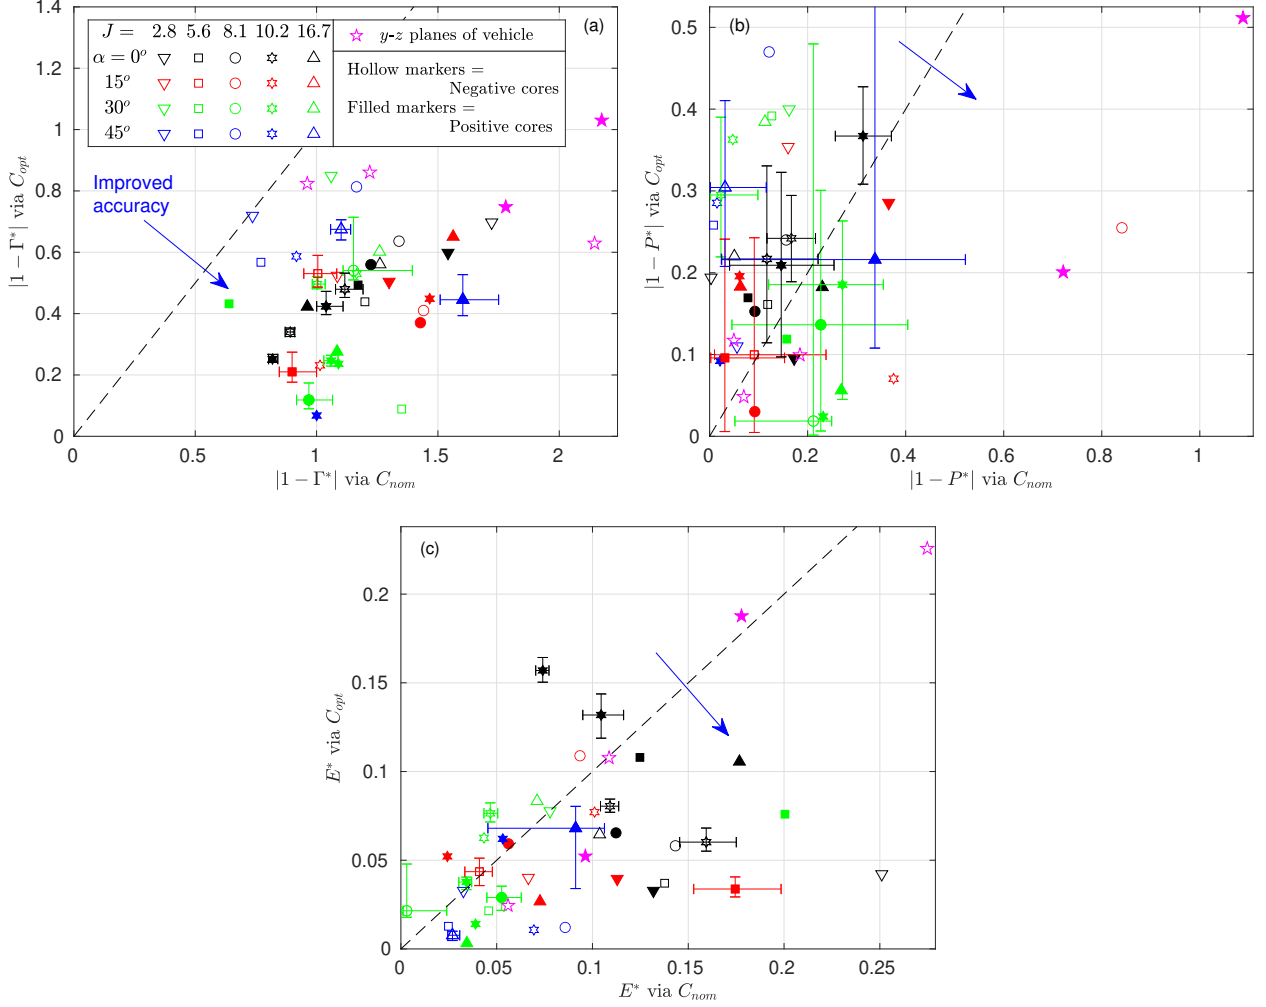 (a)
J = 2.8 5.6 8.1 10.2 16.7
α = 0°
15°
30°
45°
y-z planes of vehicle
Hollow markers =
Negative cores
Filled markers =
Positive cores
Improved
accuracy
1.4
1.2
1
0.8
0.6
0.4
0.2
0
0 0.5 1 1.5 2
|1 − Γ*| via C_opt
|1 − Γ*| via C_nom
(b)
0.5
0.4
0.3
0.2
0.1
0
0 0.2 0.4 0.6 0.8 1
|1 − P*| via C_opt
|1 − P*| via C_nom
(c)
0.2
0.15
0.1
0.05
0
0 0.05 0.1 0.15 0.2 0.25
E* via C_opt
E* via C_nom